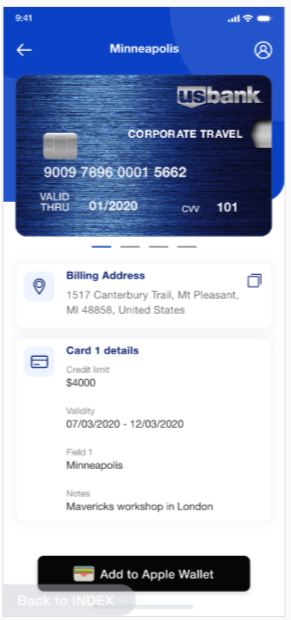 9:41
Minneapolis
usbank
CORPORATE TRAVEL
9009 7896 0001 5662
VALID
THRU 01/2020 CVV 101
Billing Address
1517 Canterbury Trail, Mt Pleasant,
MI 48858, United States
Card 1 details
Credit limit
$4000
Validity
07/03/2020 - 12/03/2020
Field 1
Minneapolis
Notes
Mavericks workshop in London
Add to Apple Wallet
Back to INDEX